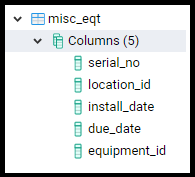 misc_eqt
Columns (5)
serial_no
location_id
install_date
due_date
equipment_id